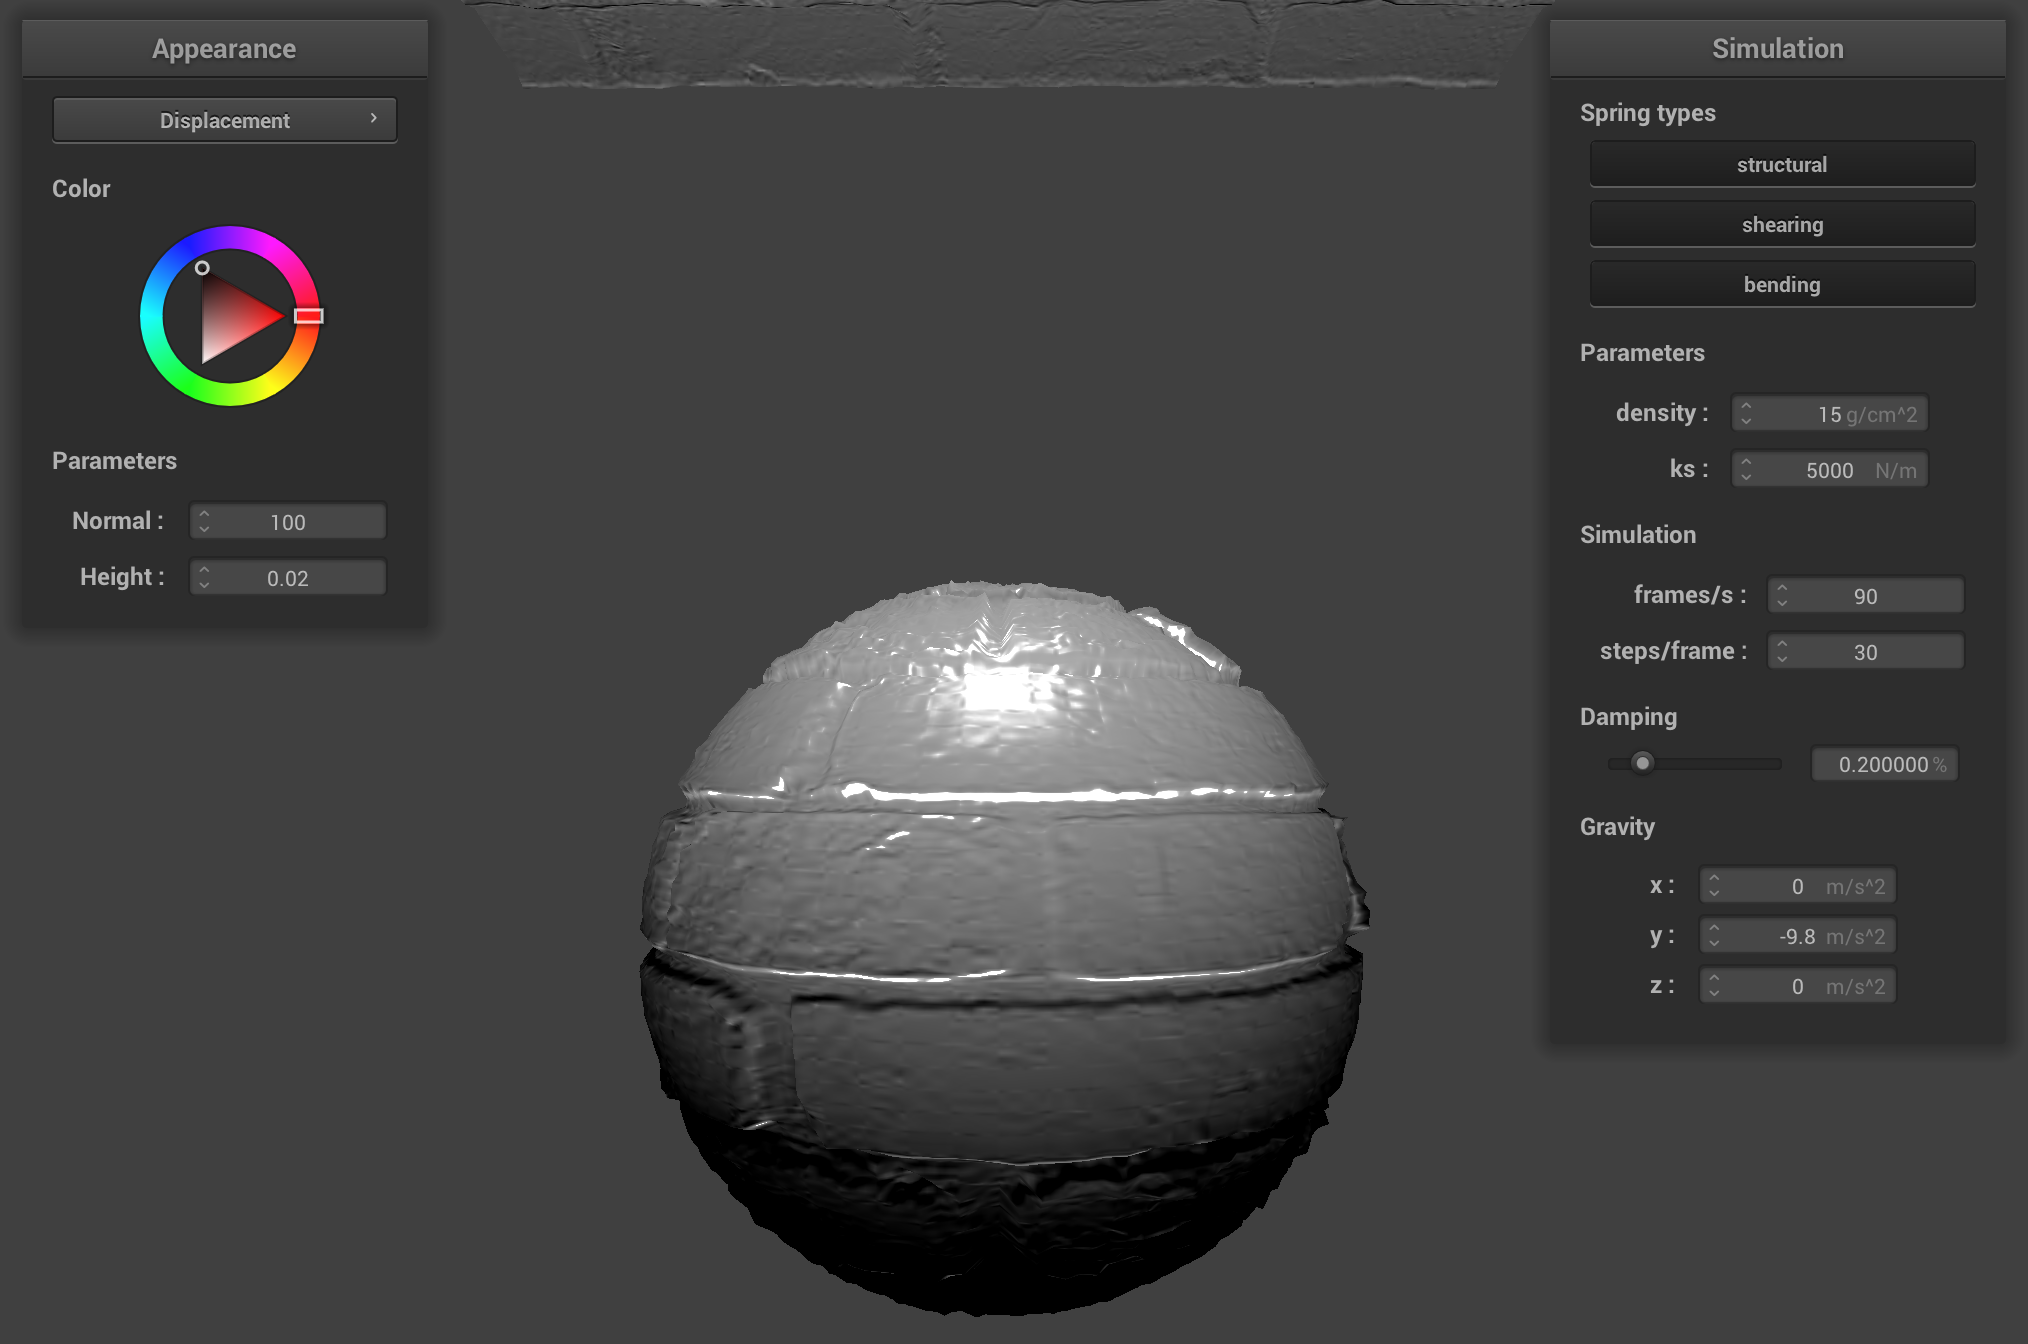 Appearance
Displacement
Color
Parameters
Normal : 100
Height : 0.02
Simulation
Spring types
structural
shearing
bending
Parameters
density : 15 g/cm^2
ks : 5000 N/m
Simulation
frames/s : 90
steps/frame : 30
Damping
0.200000 %
Gravity
x : 0 m/s^2
y : -9.8 m/s^2
z : 0 m/s^2